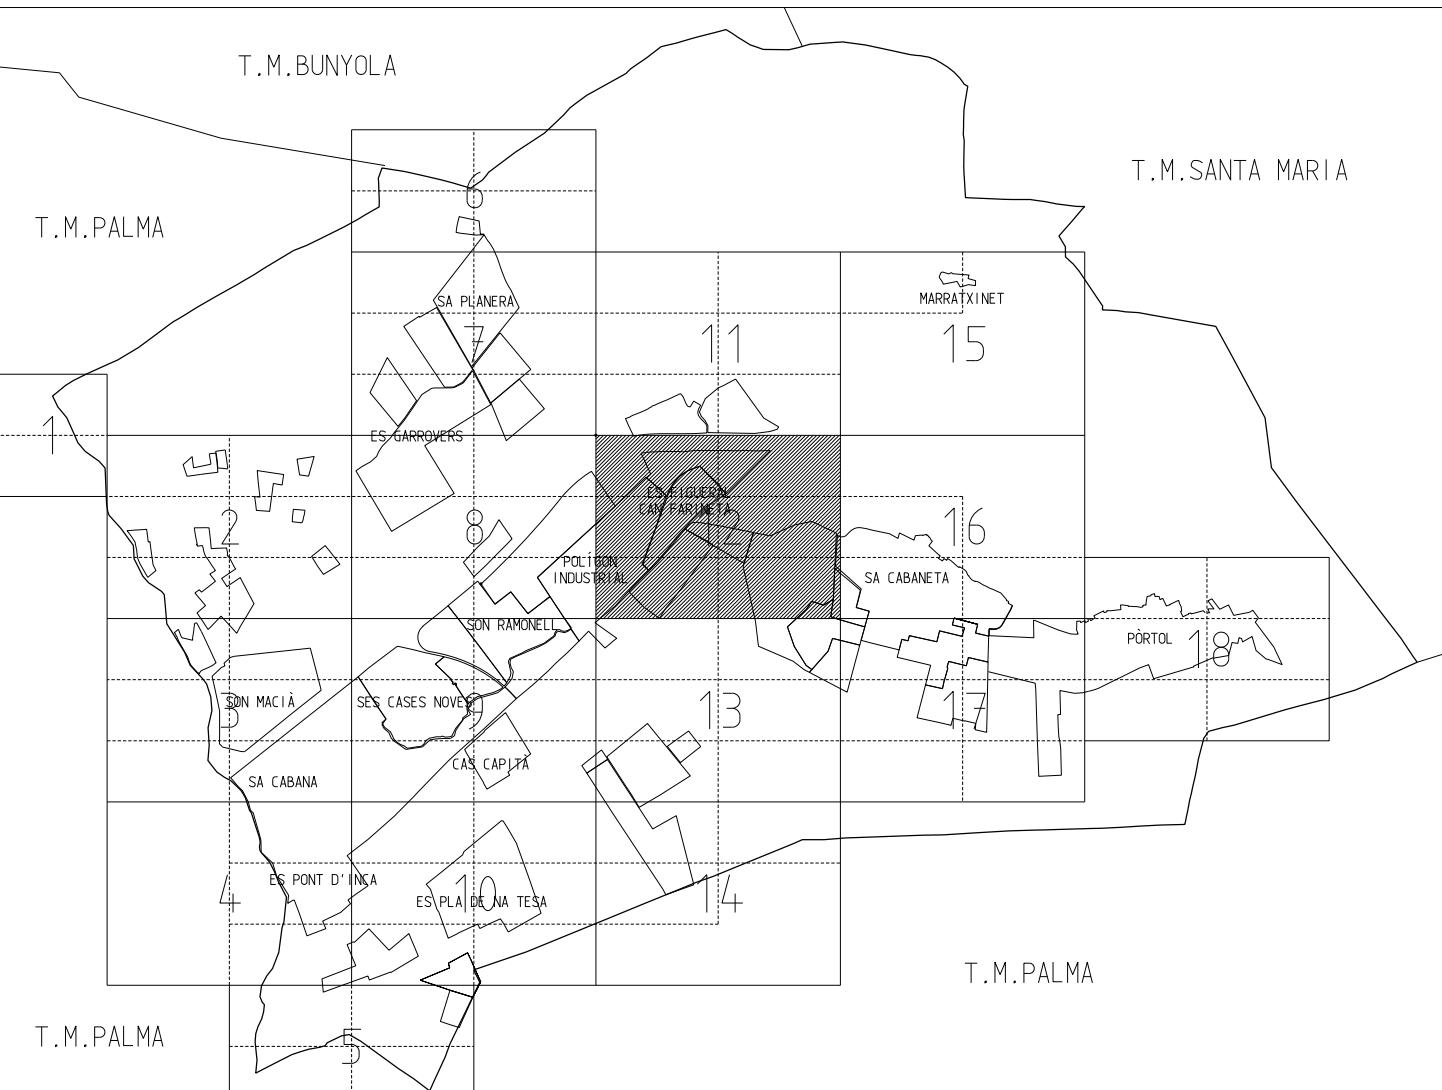 T.M.BUNYOLA
T.M.SANTA MARIA
T.M.PALMA
6
SA PLANERA
MARRATXINET
7
11
15
1
ES GARROVERS
ES FIGUERAL
CAN FARINETA
2
8
12
16
POLÍGON
INDUSTRIAL
SA CABANETA
SON RAMONELL
PÒRTOL
18
SON MACIÀ
3
SES CASES NOVES
9
13
17
CAS CAPITÀ
SA CABANA
ES PONT D'INCA
4
10
ES PLA DE NA TESA
14
T.M.PALMA
T.M.PALMA
5